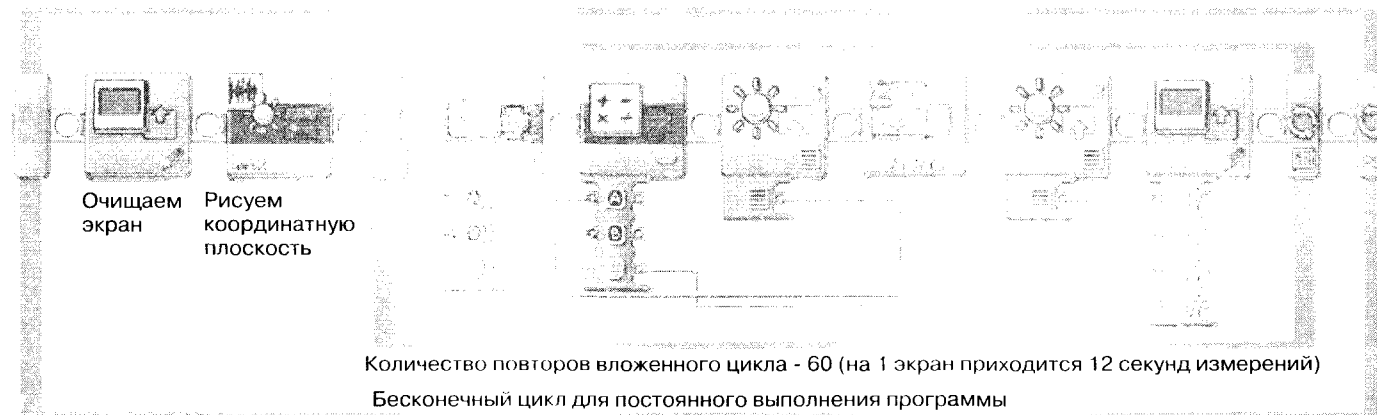 Очищаем
экран
Рисуем
координатную
плоскость
Количество повторов вложенного цикла - 60 (на 1 экран приходится 12 секунд измерений)
Бесконечный цикл для постоянного выполнения программы